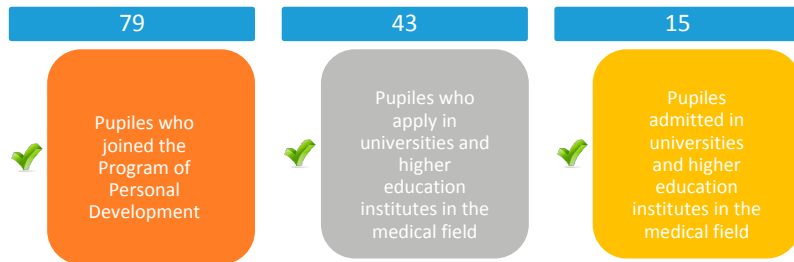 79
43
15
Pupiles who
joined the
Program of
Personal
Development
Pupiles who
apply in
universities and
higher
education
institutes in the
medical field
Pupiles
admitted in
universities
and higher
education
institutes in the
medical field